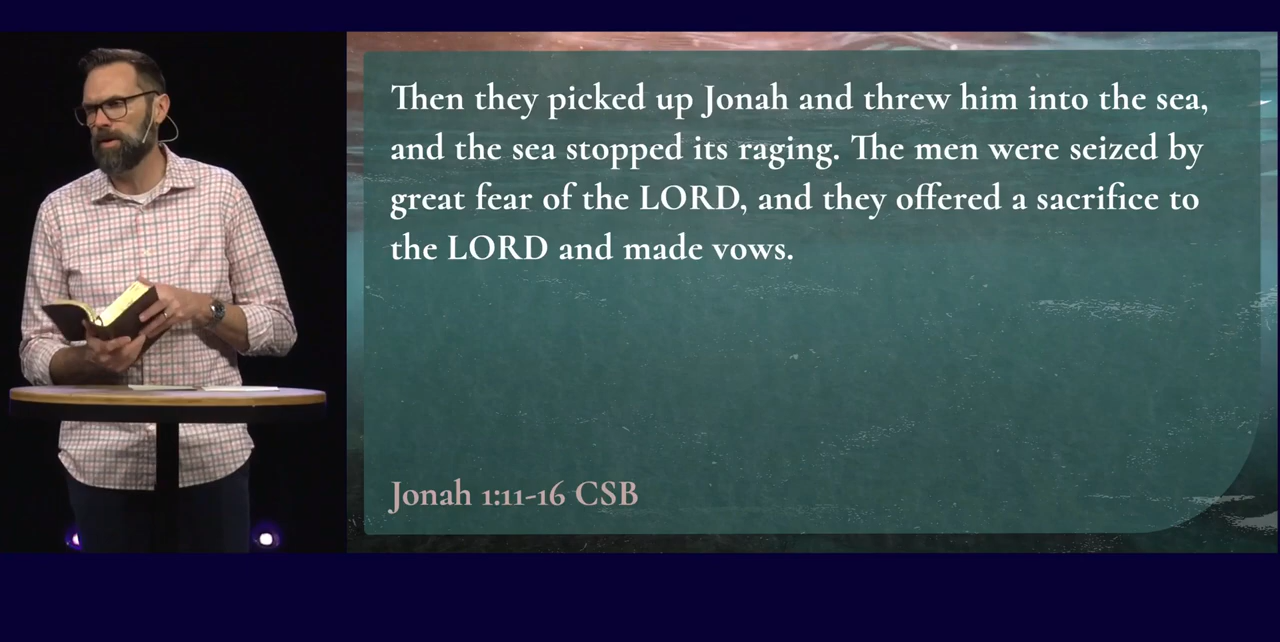 Then they picked up Jonah and threw him into the sea,
and the sea stopped its raging. The men were seized by
great fear of the LORD, and they offered a sacrifice to
the LORD and made vows.
Jonah 1:11-16 CSB